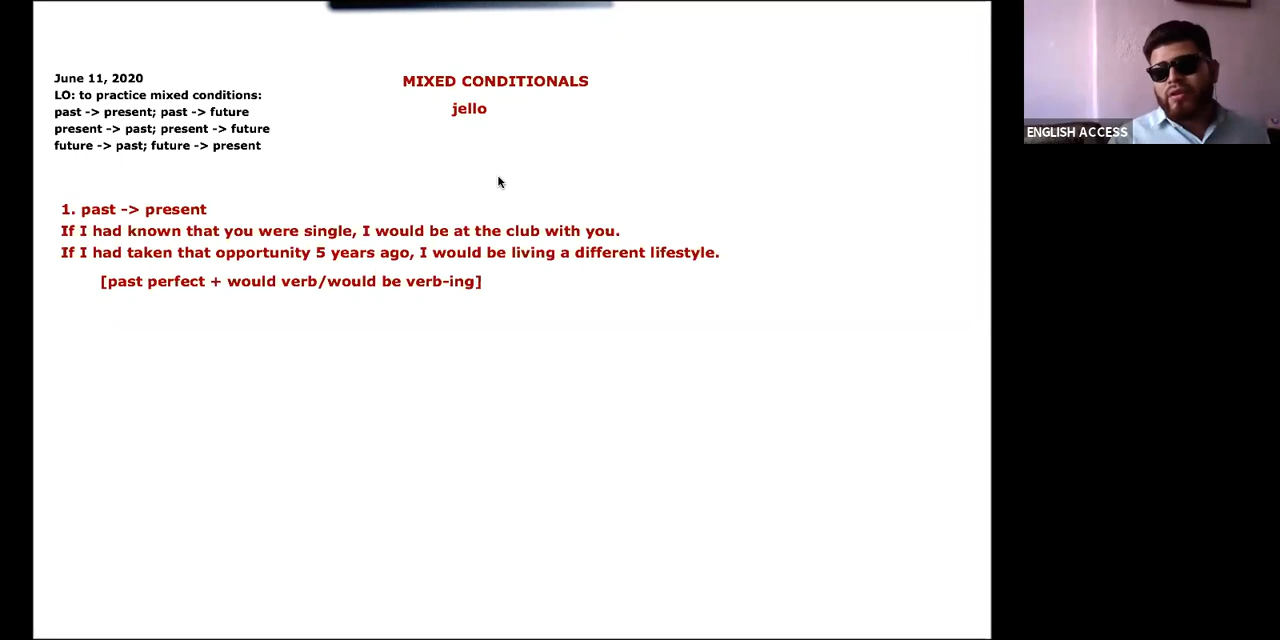 June 11, 2020
LO: to practice mixed conditions:
past -> present; past -> future
present -> past; present -> future
future -> past; future -> present
MIXED CONDITIONALS
jello
1. past -> present
If I had known that you were single, I would be at the club with you.
If I had taken that opportunity 5 years ago, I would be living a different lifestyle.
[past perfect + would verb/would be verb-ing]
ENGLISH ACCESS